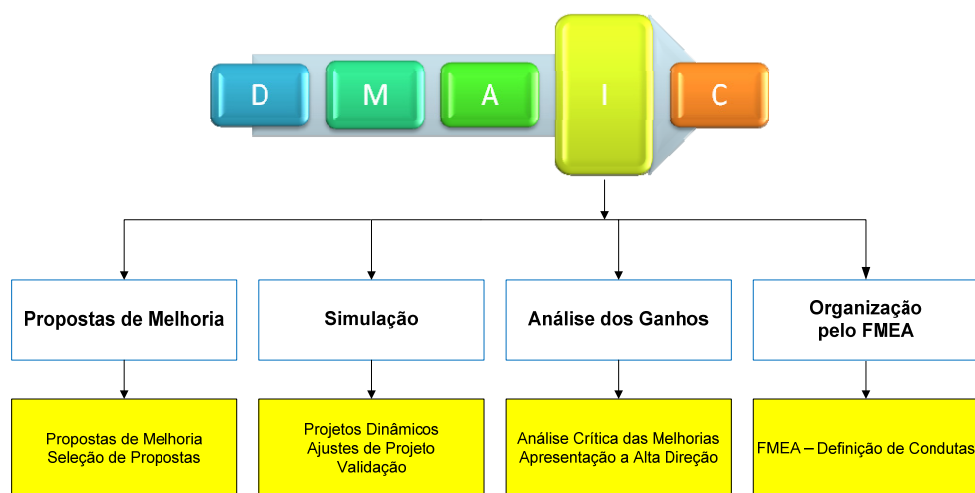 D M A I C
Propostas de Melhoria
Simulação
Análise dos Ganhos
Organização
pelo FMEA
Propostas de Melhoria
Seleção de Propostas
Projetos Dinâmicos
Ajustes de Projeto
Validação
Análise Crítica das Melhorias
Apresentação a Alta Direção
FMEA – Definição de Condutas